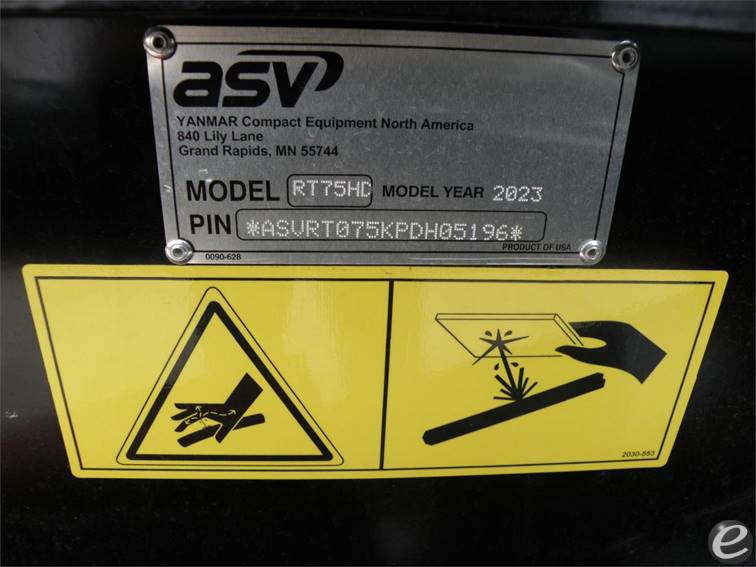 asv
YANMAR Compact Equipment North America
840 Lily Lane
Grand Rapids, MN 55744
MODEL RT75HD MODEL YEAR 2023
PIN *ASVRT075KPDH05196*
0090-628 PRODUCT OF USA
2030-553
e